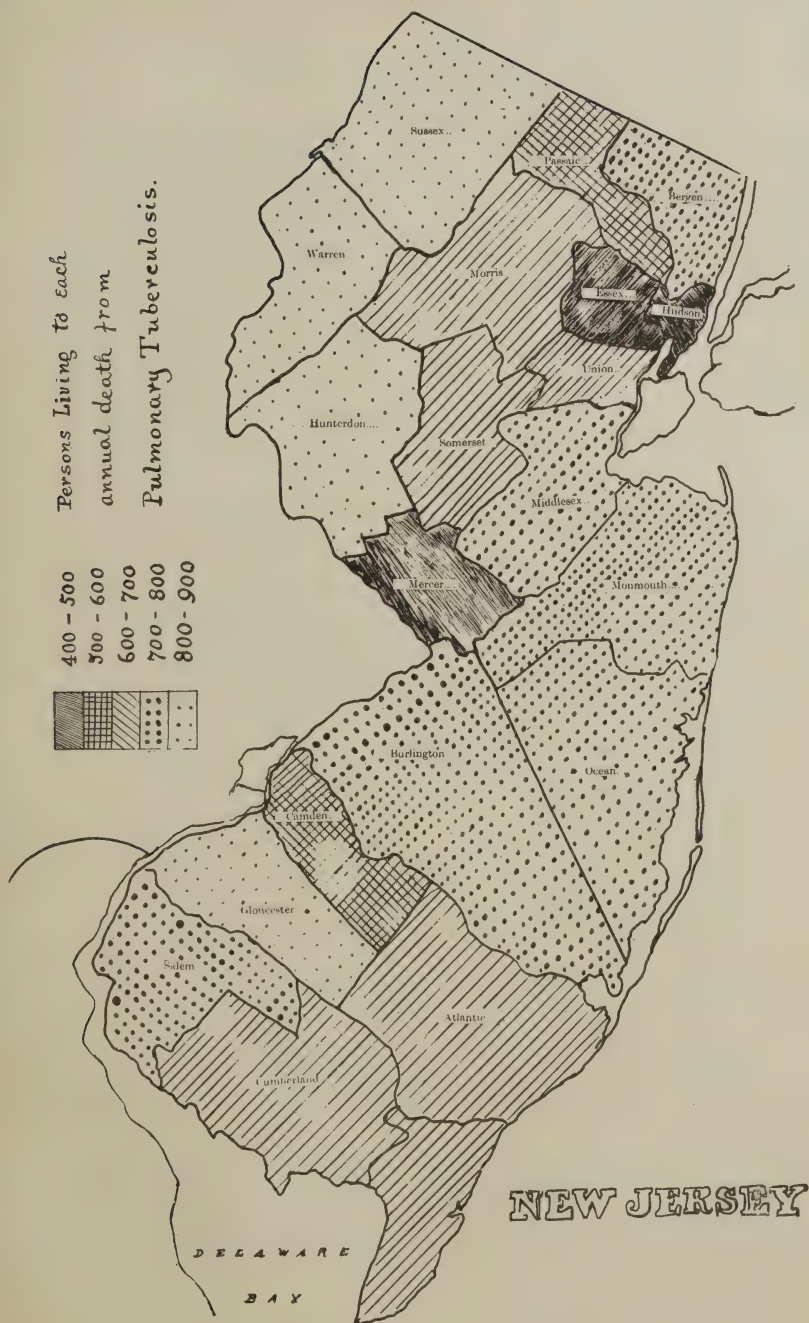 Persons Living to each
annual death from
Pulmonary Tuberculosis.
400 - 500
500 - 600
600 - 700
700 - 800
800 - 900
Sussex..
Passaic..
Bergen....
Warren
Morris
Essex..
Hudson
Union..
Hunterdon....
Somerset
Middlesex..
Mercer....
Monmouth....
Burlington
Ocean.
Camden.
Gloucester
Salem
Atlantic....
Cumberland
NEW JERSEY
DELAWARE
BAY